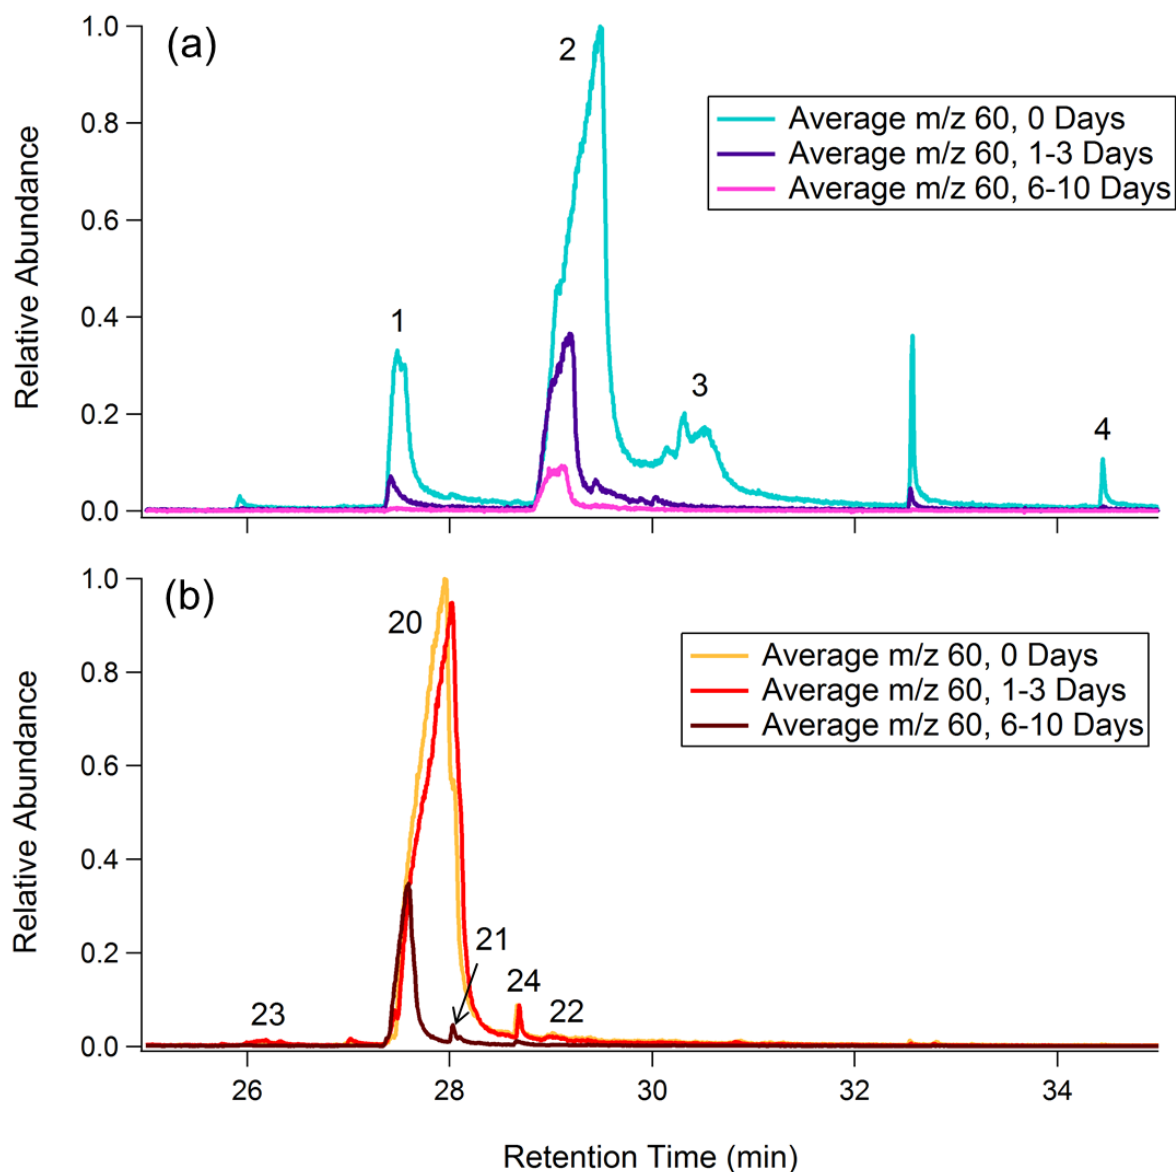 (a)
Relative Abundance
1.0
0.8
0.6
0.4
0.2
0.0
1
2
3
4
Average m/z 60, 0 Days
Average m/z 60, 1-3 Days
Average m/z 60, 6-10 Days
(b)
Relative Abundance
1.0
0.8
0.6
0.4
0.2
0.0
20
21
23
24
22
Average m/z 60, 0 Days
Average m/z 60, 1-3 Days
Average m/z 60, 6-10 Days
26
28
30
32
34
Retention Time (min)